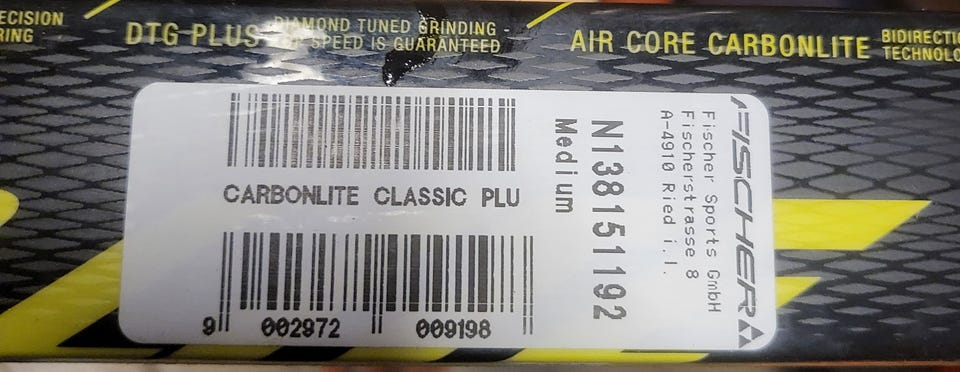 ECISION
RING
DTG PLUS
DIAMOND TUNED GRINDING -
SPEED IS GUARANTEED
AIR CORE CARBONLITE
BIDIRECTI
TECHNOLO
CARBONLITE CLASSIC PLU
9 002972 009198
Medium
N138151192
A-4910 Ried i. I.
Fischerstrasse 8
Fischer Sports GmbH
FISCHER